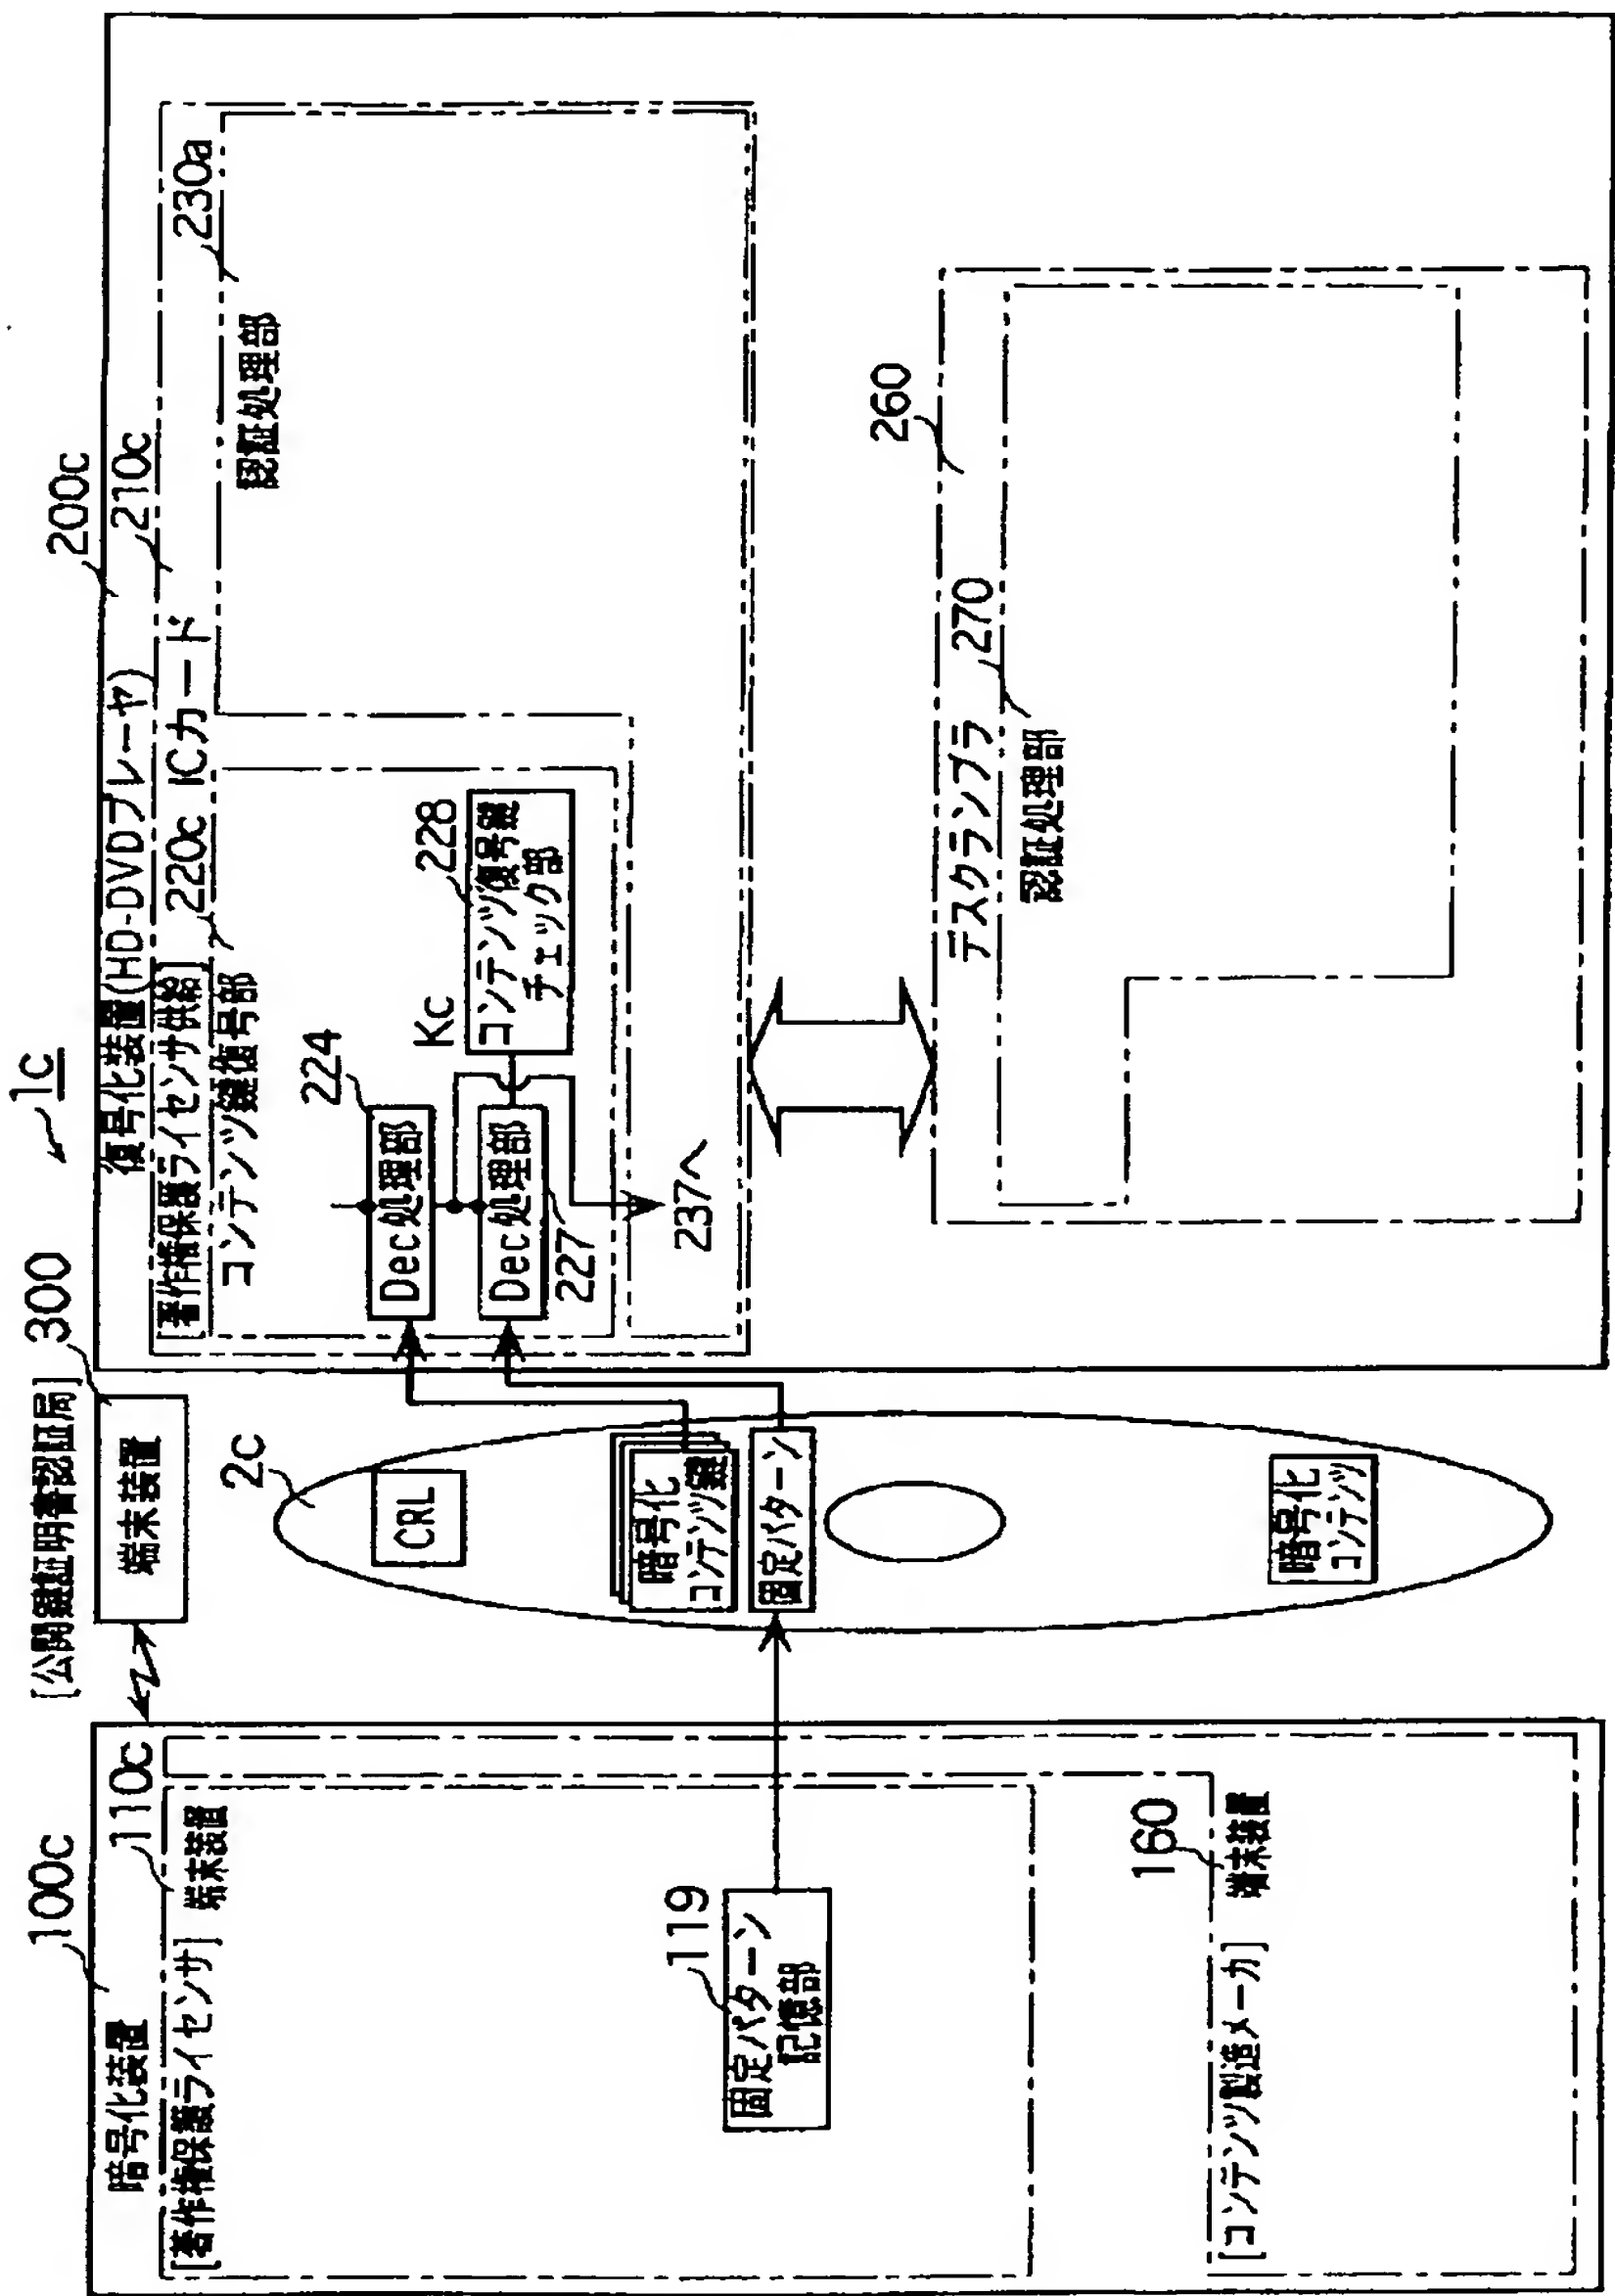 1c
100c
暗号化装置
110c
[著作権保護ライセンサ] 端末装置
119
固定パターン
記憶部
160
[コンテンツ製造メーカ] 端末装置
[公開鍵証明書認証局]
300
端末装置
2c
CRL
暗号化
コンテンツ鍵
固定パターン
暗号化
コンテンツ
200c
復号化装置(HD-DVDプレーヤ)
210c
[著作権保護ライセンサ供給] ICカード
220c
コンテンツ鍵復号部
224
Dec処理部
Kc
Dec処理部
227
228
コンテンツ復号鍵
チェック部
237へ
230a
認証処理部
260
デスクランブラ
270
認証処理部